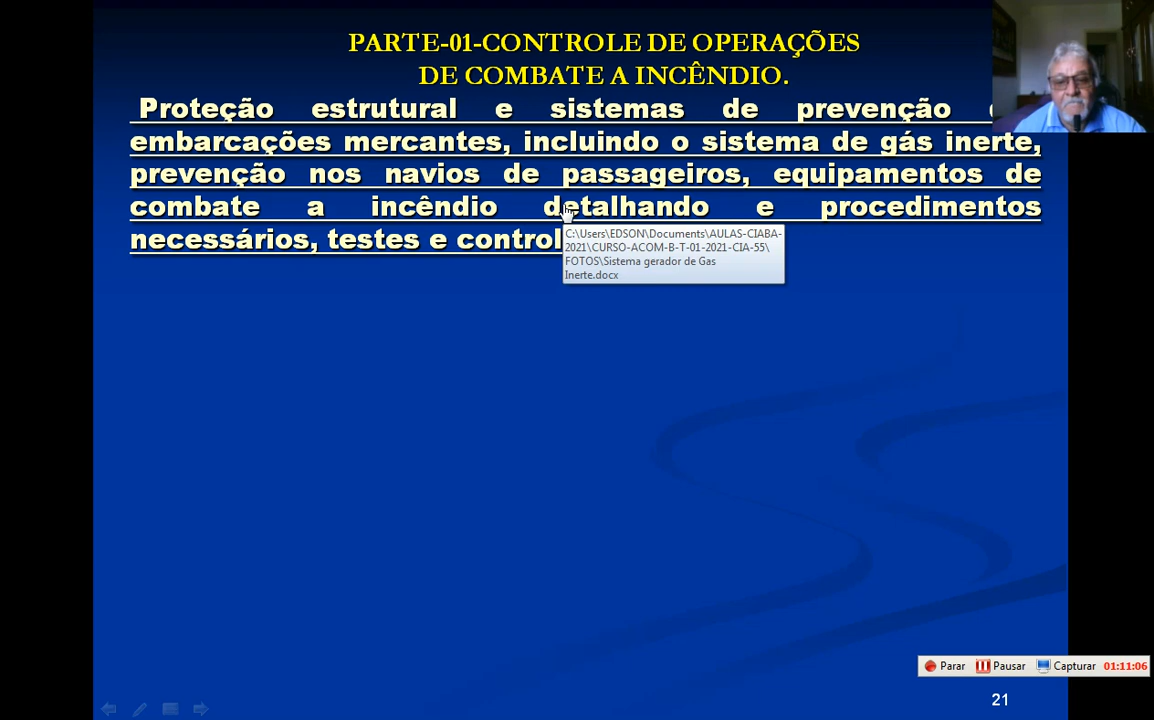 PARTE-01-CONTROLE DE OPERAÇÕES
DE COMBATE A INCÊNDIO.
Proteção estrutural e sistemas de prevenção
embarcações mercantes, incluindo o sistema de gás inerte,
prevenção nos navios de passageiros, equipamentos de
combate a incêndio detalhando e procedimentos
necessários, testes e
C:\Users\EDSON\Documents\AULAS-CIABA-
2021\CURSO-ACOM-B-T-01-2021-CIA-55\
FOTOS\Sistema gerador de Gas
Inerte.docx
Parar Pausar Capturar 01:11:06
21